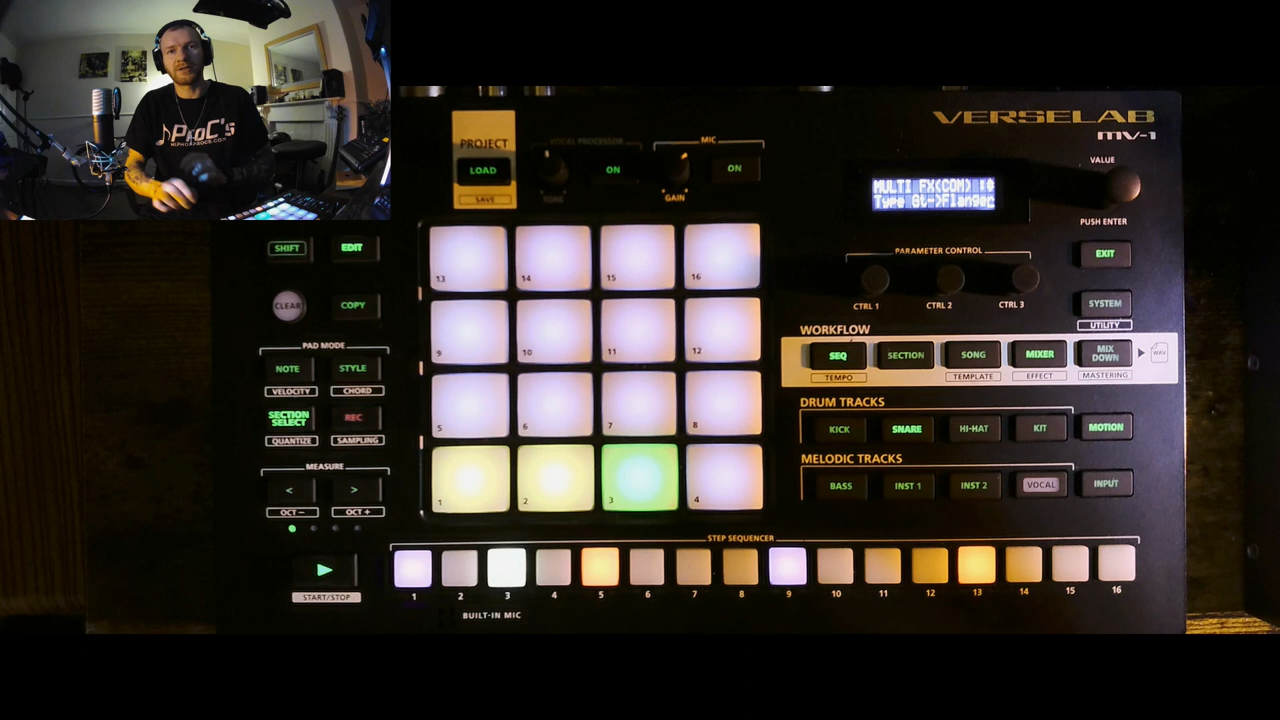 PRoC's
VERSELAB
MV-1
PROJECT
LOAD
SAVE
VOCAL PROCESSOR
TUNE
ON
MIC
GAIN
ON
MULTI FX(COM)
Type Gt->Flanger
VALUE
PUSH ENTER
SHIFT
EDIT
CLEAR
COPY
PAD MODE
NOTE
STYLE
VELOCITY
CHORD
SECTION
SELECT
REC
QUANTIZE
SAMPLING
MEASURE
<
>
OCT −
OCT +
START/STOP
13
14
15
16
9
10
11
12
5
6
7
8
1
2
3
4
PARAMETER CONTROL
CTRL 1
CTRL 2
CTRL 3
EXIT
SYSTEM
UTILITY
WORKFLOW
SEQ
SECTION
SONG
MIXER
MIX
DOWN
WAV
TEMPO
TEMPLATE
EFFECT
MASTERING
DRUM TRACKS
KICK
SNARE
HI-HAT
KIT
MOTION
MELODIC TRACKS
BASS
INST 1
INST 2
VOCAL
INPUT
STEP SEQUENCER
1
2
3
4
5
6
7
8
9
10
11
12
13
14
15
16
BUILT-IN MIC